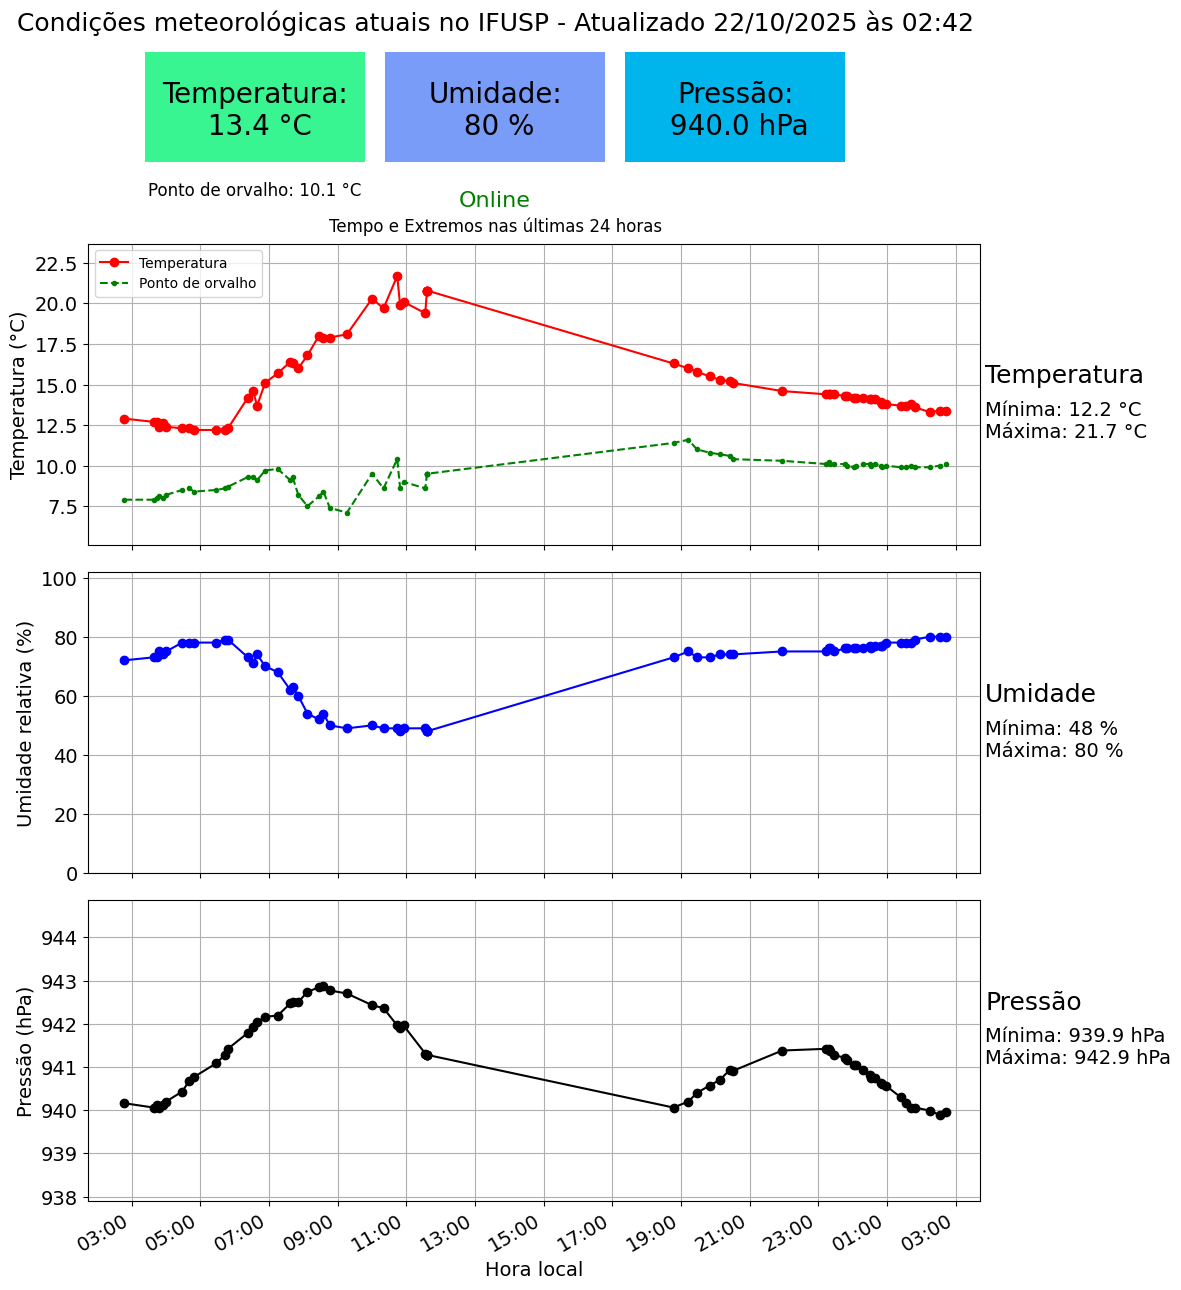 Condições meteorológicas atuais no IFUSP - Atualizado 22/10/2025 às 02:42
Temperatura:
13.4 °C
Umidade:
80 %
Pressão:
940.0 hPa
Ponto de orvalho: 10.1 °C
Online
Tempo e Extremos nas últimas 24 horas
Temperatura
Ponto de orvalho
Temperatura (°C)
22.5
20.0
17.5
15.0
12.5
10.0
7.5
Temperatura
Mínima: 12.2 °C
Máxima: 21.7 °C
Umidade relativa (%)
100
80
60
40
20
0
Umidade
Mínima: 48 %
Máxima: 80 %
Pressão (hPa)
944
943
942
941
940
939
938
Pressão
Mínima: 939.9 hPa
Máxima: 942.9 hPa
03:00 05:00 07:00 09:00 11:00 13:00 15:00 17:00 19:00 21:00 23:00 01:00 03:00
Hora local